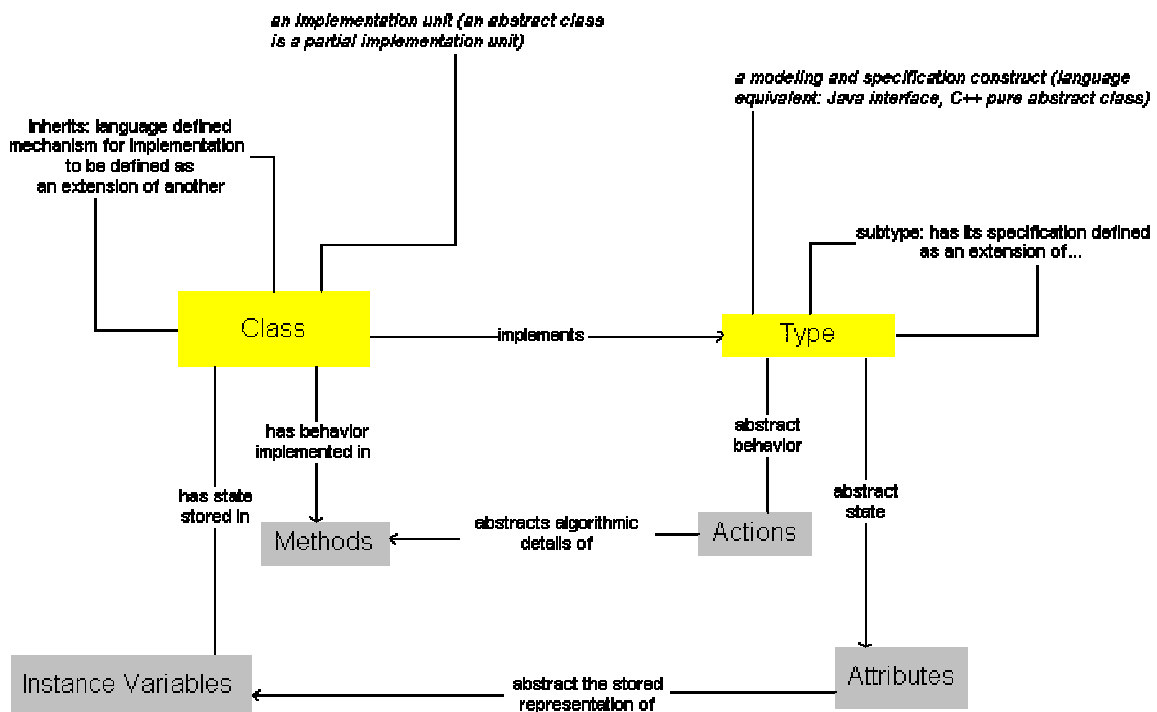 an implementation unit (an abstract class
is a partial implementation unit)
a modeling and specification construct (language
equivalent: Java interface, C++ pure abstract class)
inherits: language defined
mechanism for implementation
to be defined as
an extension of another
subtype: has its specification defined
as an extension of...
Class
implements
Type
has behavior
implemented in
abstract
behavior
has state
stored in
abstract
state
Methods
abstracts algorithmic
details of
Actions
Instance Variables
abstract the stored
representation of
Attributes